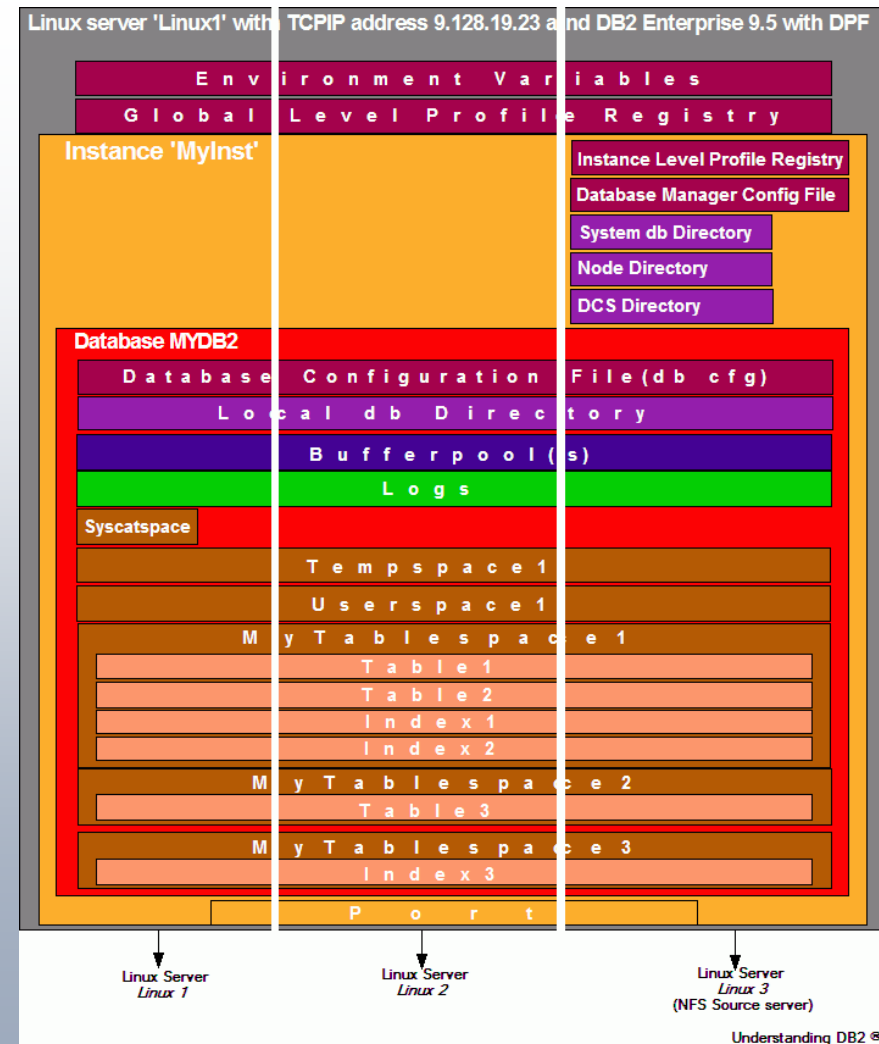 Linux server 'Linux1' with TCPIP address 9.128.19.23 and DB2 Enterprise 9.5 with DPF
Environment Variables
Global Level Profile Registry
Instance 'MyInst'
Instance Level Profile Registry
Database Manager Config File
System db Directory
Node Directory
DCS Directory
Database MYDB2
Database Configuration File(db cfg)
Local db Directory
Bufferpool(s)
Logs
Syscatspace
Tempspace1
Userspace1
MyTablespace1
Table1
Table2
Index1
Index2
MyTablespace2
Table3
MyTablespace3
Index3
Port
Linux Server
Linux 1
Linux Server
Linux 2
Linux Server
Linux 3
(NFS Source server)
Understanding DB2 ®